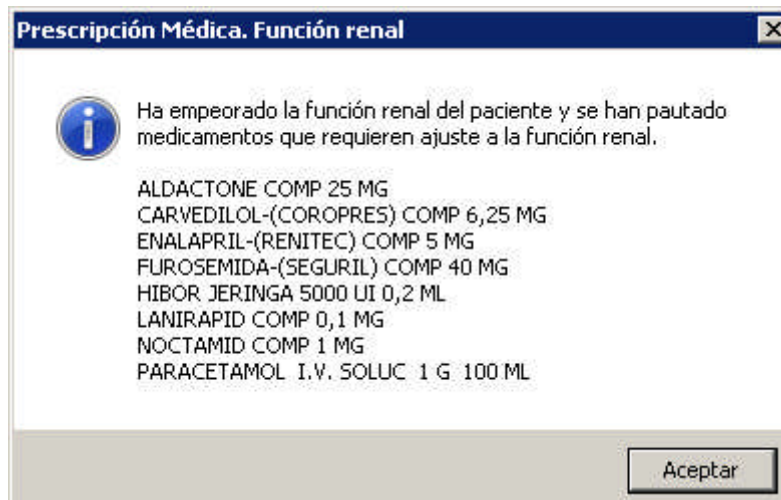 Prescripción Médica. Función renal
Ha empeorado la función renal del paciente y se han pautado
medicamentos que requieren ajuste a la función renal.
ALDACTONE COMP 25 MG
CARVEDILOL-(COROPRES) COMP 6,25 MG
ENALAPRIL-(RENITEC) COMP 5 MG
FUROSEMIDA-(SEGURIL) COMP 40 MG
HIBOR JERINGA 5000 UI 0,2 ML
LANIRAPID COMP 0,1 MG
NOCTAMID COMP 1 MG
PARACETAMOL I.V. SOLUC 1 G 100 ML
Aceptar